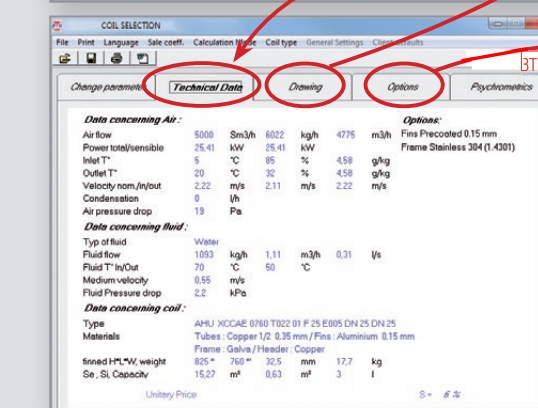 COIL SELECTION
File Print Language Sale coeff. Calculation Mode Coil type General Settings Client Defaults
Change parameter Technical Data Drawing Options Psychrometrics
Data concerning Air : Options:
Air flow 5000 Sm3/h 6022 kg/h 4775 m3/h Fins Precoated 0.15 mm
Power total/sensible 25,41 kW 25,41 kW Frame Stainless 304 (1.4301)
Inlet T° 5 °C 85 % 4,58 g/kg
Outlet T° 20 °C 32 % 4,58 g/kg
Velocity nom./in/out 2.22 m/s 2,11 m/s 2.22 m/s
Condensation 0 l/h
Air pressure drop 19 Pa
Data concerning fluid :
Typ of fluid Water
Fluid flow 1093 kg/h 1,11 m3/h 0,31 l/s
Fluid T° In/Out 70 °C 50 °C
Medium velocity 0,55 m/s
Fluid Pressure drop 2,2 kPa
Data concerning coil :
Type AHU XCCAE 0760 T022 01 F 25 E005 DN 25 DN 25
Materials Tubes : Copper 1/2 0.35 mm / Fins : Aluminium 0.15 mm
Frame : Galva / Header : Copper
finned H*L*W, weight 825 * 760 * 32,5 mm 17,7 kg
Se , Si, Capacity 15,27 m² 0,63 m² 3 l
Unitary Price S =